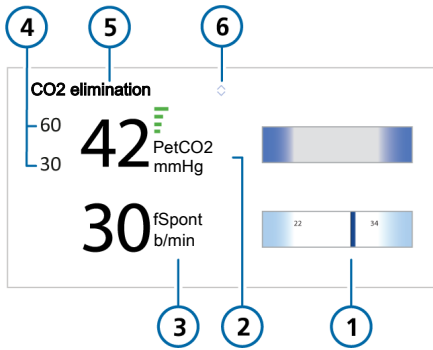 4
5
6
CO2 elimination
60
30
42
PetCO2
mmHg
30
fSpont
b/min
22 34
3
2
1